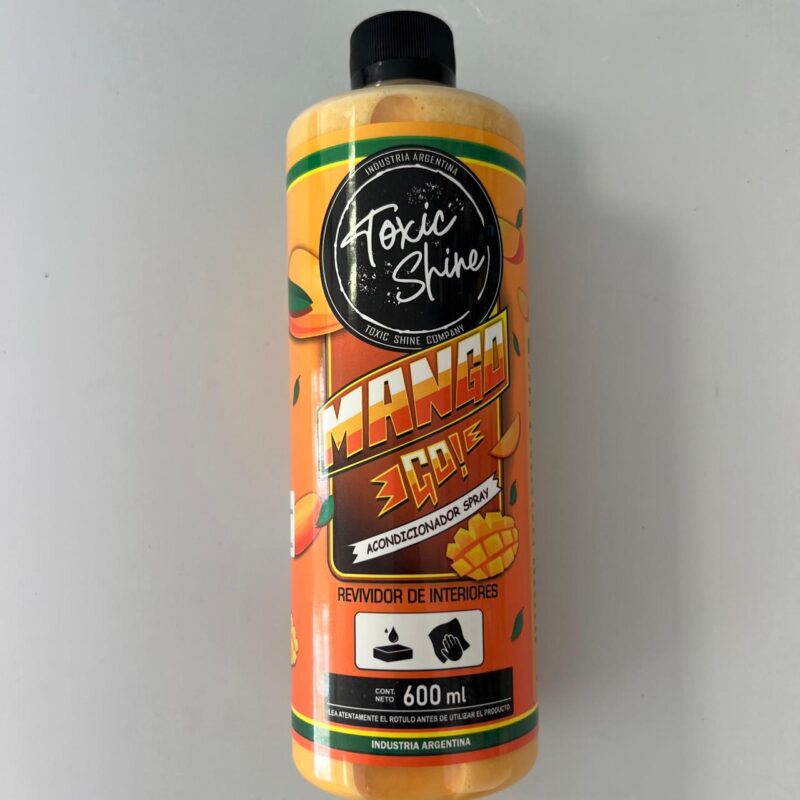 INDUSTRIA ARGENTINA
Toxic
Shine
TOXIC SHINE COMPANY
MANGO
GO!
ACONDICIONADOR SPRAY
REVIVIDOR DE INTERIORES
CONT.
NETO
600 ml
LEA ATENTAMENTE EL ROTULO ANTES DE UTILIZAR EL PRODUCTO
INDUSTRIA ARGENTINA